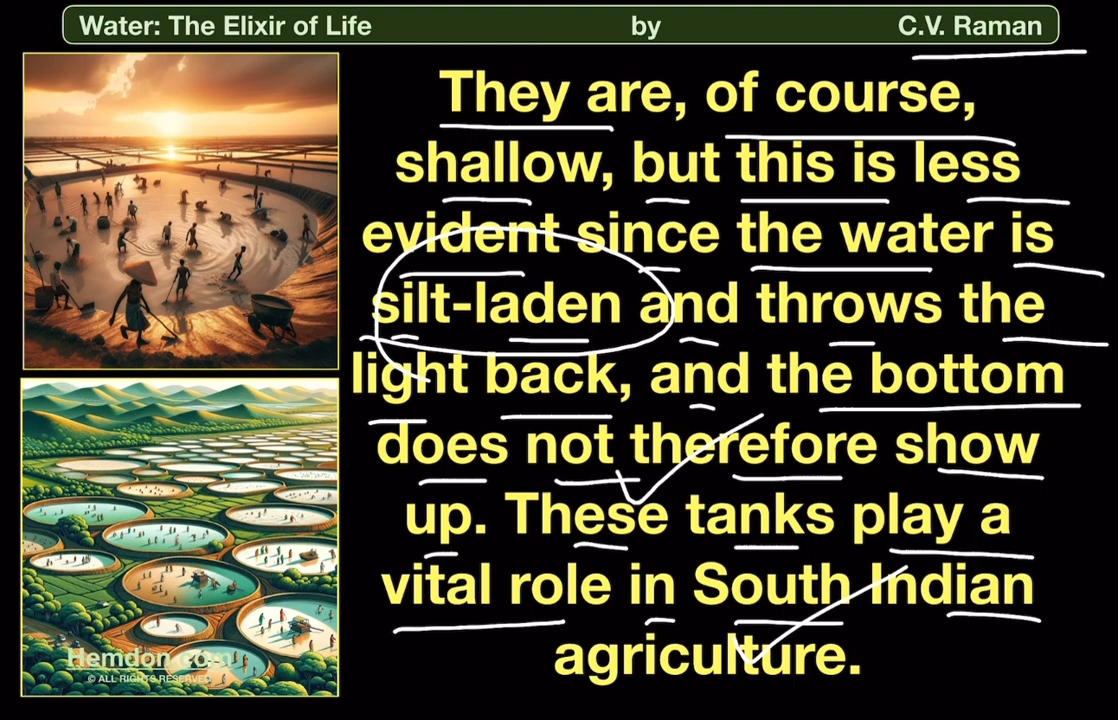 Water: The Elixir of Life by C.V. Raman
They are, of course,
shallow, but this is less
evident since the water is
silt-laden and throws the
light back, and the bottom
does not therefore show
up. These tanks play a
vital role in South Indian
agriculture.
Hemdon.com
© ALL RIGHTS RESERVED